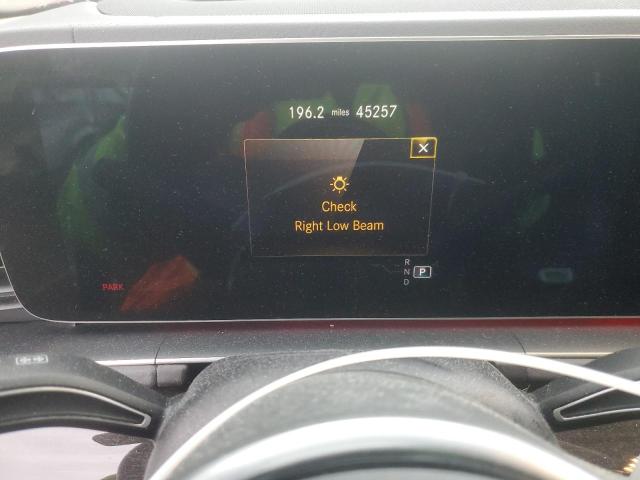 196.2 miles 45257
Check
Right Low Beam
R
N P
D
PARK